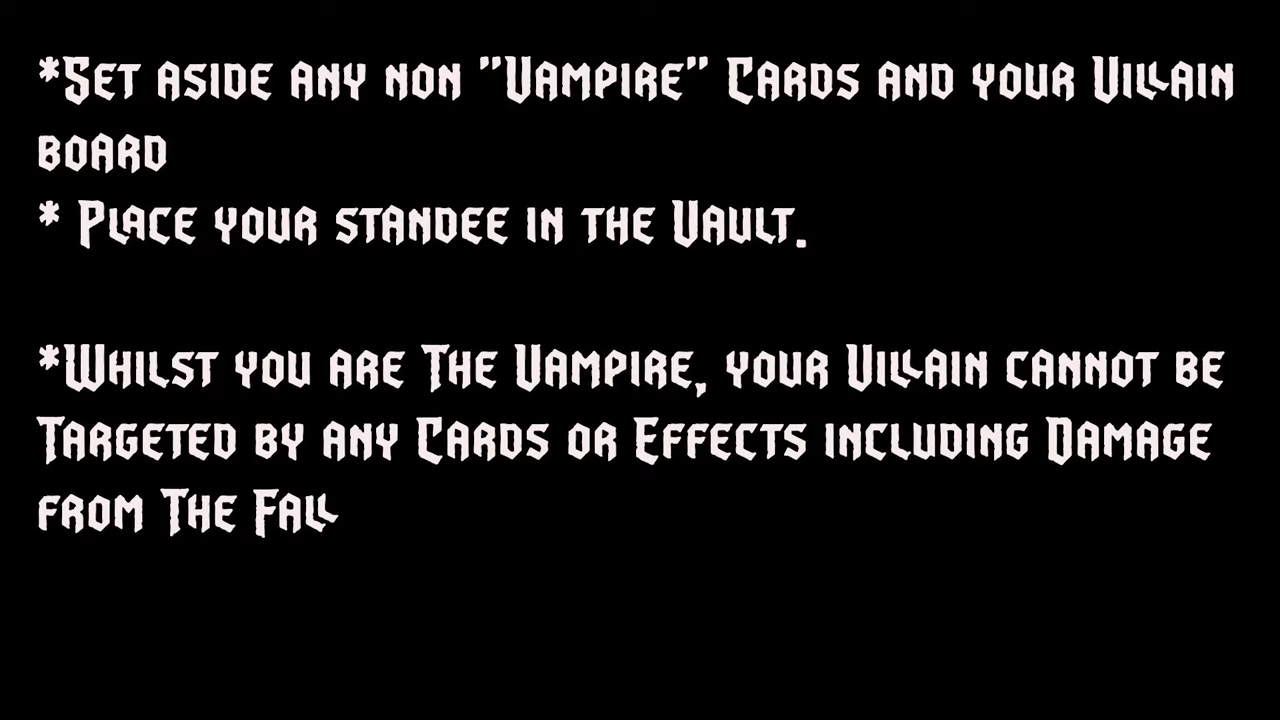 *Set aside any non "Vampire" Cards and your Villain
board
* Place your standee in the Vault.
*Whilst you are The Vampire, your Villain cannot be
Targeted by any Cards or Effects including Damage
from The Fall